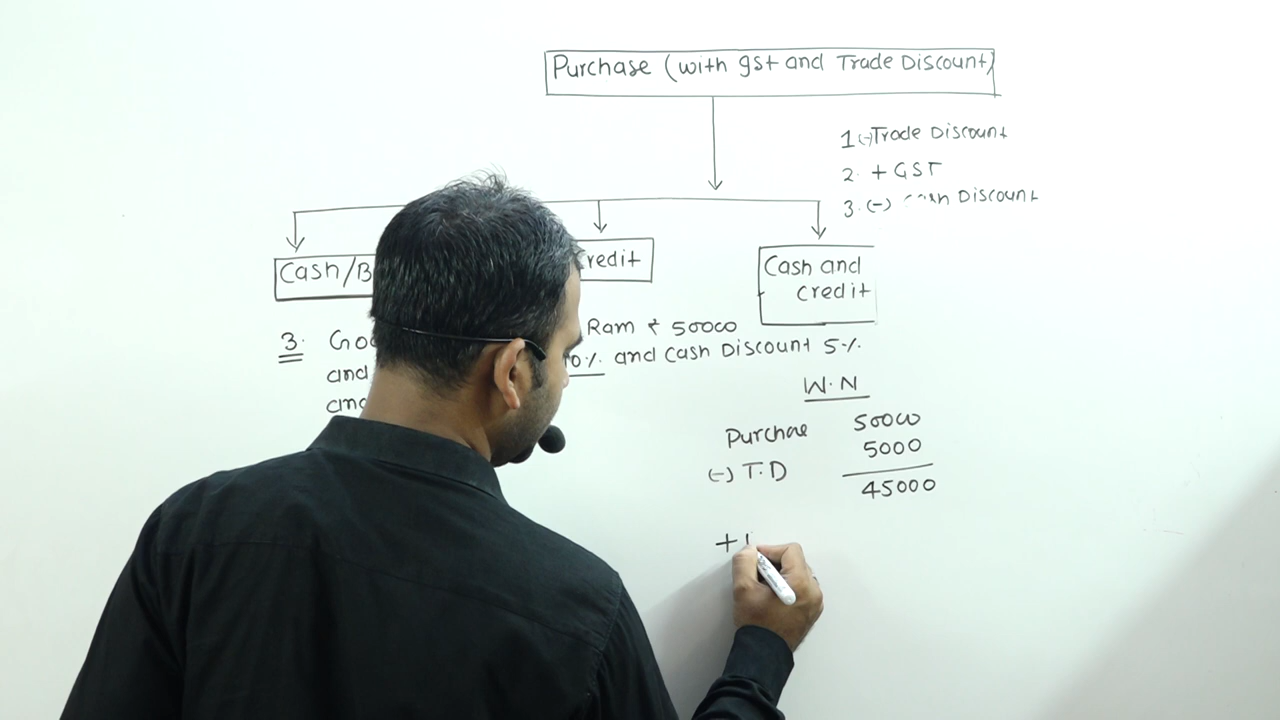 Purchase (with gst and Trade Discount)
1 (-) Trade Discount
2. + GST
3. (-) Discount
Cash/B
redit
Cash and
credit
3. Goo
Ram ₹ 50000
and
0% and Cash Discount 5%
and
W.N
Purchase 50000
(-) T.D 5000
45000
+